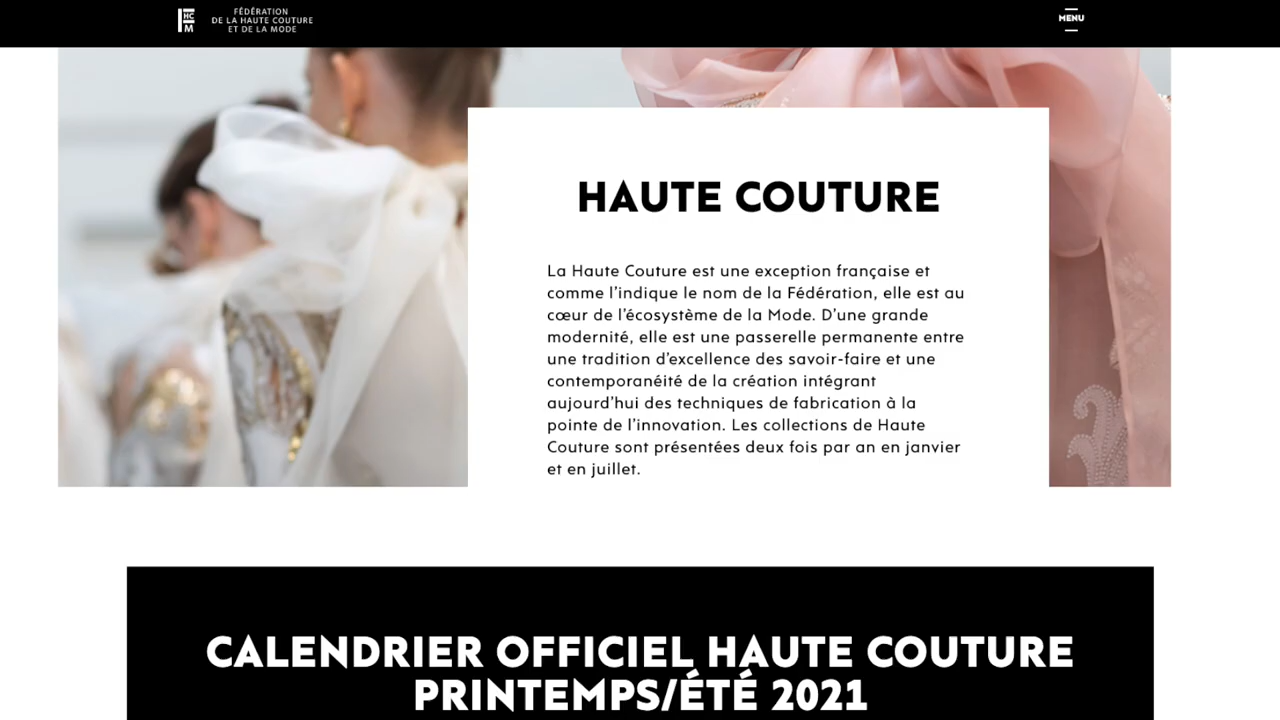 HC
M
FÉDÉRATION
DE LA HAUTE COUTURE
ET DE LA MODE
MENU
HAUTE COUTURE
La Haute Couture est une exception française et
comme l’indique le nom de la Fédération, elle est au
cœur de l’écosystème de la Mode. D’une grande
modernité, elle est une passerelle permanente entre
une tradition d’excellence des savoir-faire et une
contemporanéité de la création intégrant
aujourd’hui des techniques de fabrication à la
pointe de l’innovation. Les collections de Haute
Couture sont présentées deux fois par an en janvier
et en juillet.
CALENDRIER OFFICIEL HAUTE COUTURE
PRINTEMPS/ÉTÉ 2021